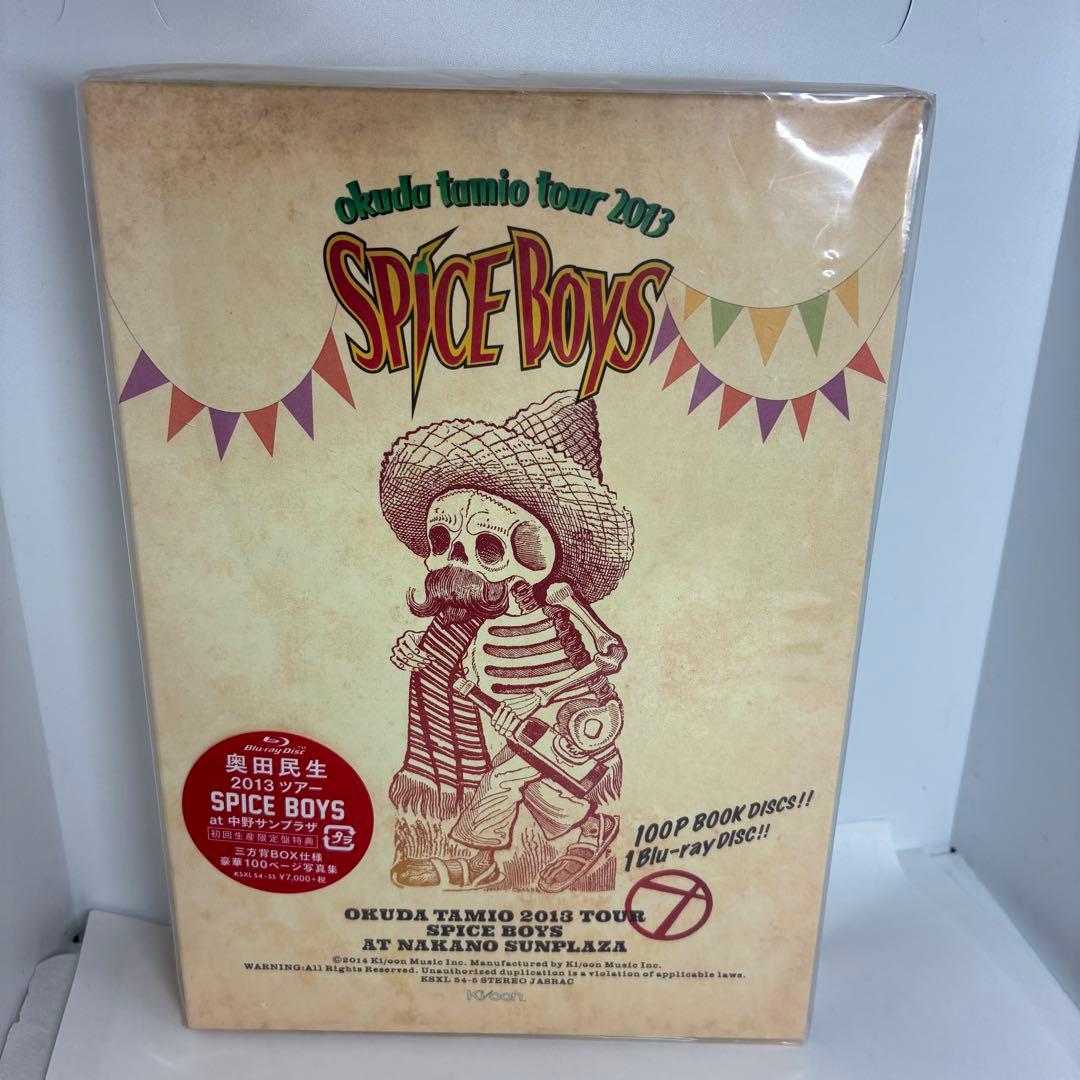 okuda tamio tour 2013
SPICE BOYS
Blu-ray Disc™
奥田民生
2013 ツアー
SPICE BOYS
at 中野サンプラザ
初回生産限定盤特典
プラ
三方背BOX仕様
豪華100ページ写真集
KSXL 54-55 ¥7,000+税
100P BOOK DISCS!!
1 Blu-ray DISC!!
OKUDA TAMIO 2013 TOUR
SPICE BOYS
AT NAKANO SUNPLAZA
©2014 Ki/oon Music Inc. Manufactured by Ki/oon Music Inc.
WARNING:All Rights Reserved. Unauthorized duplication is a violation of applicable laws.
KSXL 54-5 STEREO JASRAC
Ki/oon